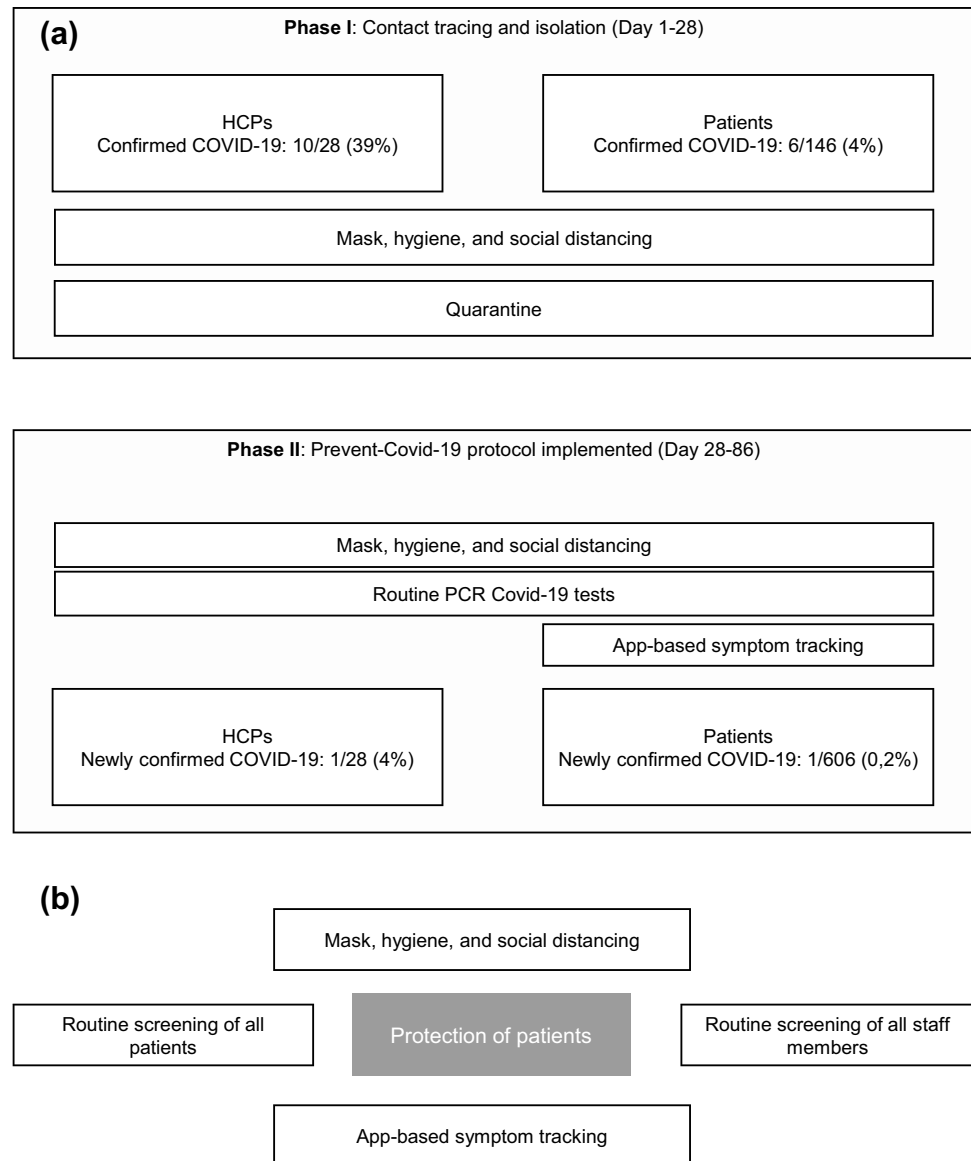 (a)
Phase I: Contact tracing and isolation (Day 1-28)
HCPs
Confirmed COVID-19: 10/28 (39%)
Patients
Confirmed COVID-19: 6/146 (4%)
Mask, hygiene, and social distancing
Quarantine
Phase II: Prevent-Covid-19 protocol implemented (Day 28-86)
Mask, hygiene, and social distancing
Routine PCR Covid-19 tests
App-based symptom tracking
HCPs
Newly confirmed COVID-19: 1/28 (4%)
Patients
Newly confirmed COVID-19: 1/606 (0,2%)
(b)
Mask, hygiene, and social distancing
Routine screening of all
patients
Protection of patients
Routine screening of all staff
members
App-based symptom tracking